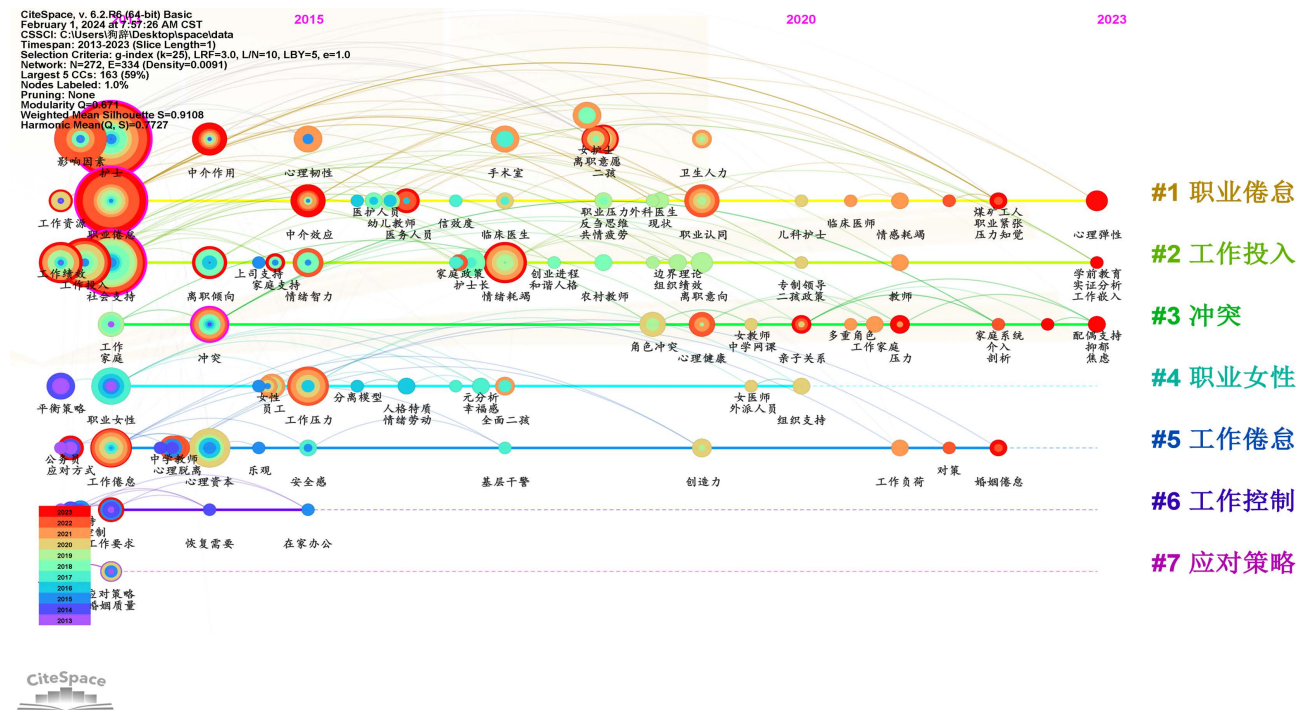 CiteSpace, v. 6.2.R6 (64-bit) Basic
February 1, 2024 at 7:57:26 AM CST
CSSCI: C:\Users\狗辞\Desktop\space\data
Timespan: 2013-2023 (Slice Length=1)
Selection Criteria: g-index (k=25), LRF=3.0, L/N=10, LBY=5, e=1.0
Network: N=272, E=334 (Density=0.0091)
Largest 5 CCs: 163 (59%)
Nodes Labeled: 1.0%
Pruning: None
Modularity Q=0.671
Weighted Mean Silhouette S=0.9108
Harmonic Mean(Q, S)=0.7727
2013 2015 2020 2023
女护士
影响因素 离职意愿
护士 中介作用 心理韧性 手术室 二孩 卫生人力
#1 职业倦怠
医护人员 职业压力 外科医生 煤矿工人
工作资源 幼儿教师 信效度 反刍思维 现状 临床医师 职业紧张
职业倦怠 中介效应 医务人员 临床医生 共情疲劳 职业认同 儿科护士 情感耗竭 压力知觉 心理弹性
#2 工作投入
工作绩效 上司支持 家庭政策 创业进程 边界理论 专制领导 学前教育
工作投入 家庭支持 护士长 和谐人格 组织绩效 二孩政策 实证分析
社会支持 离职倾向 情绪智力 情绪耗竭 农村教师 离职意向 教师 工作嵌入
#3 冲突
工作 角色冲突 女教师 多重角色 家庭系统 配偶支持
家庭 冲突 心理健康 中学网课 亲子关系 工作家庭 介入 抑郁
压力 剖析 焦虑
#4 职业女性
平衡策略 女性 分离模型 元分析 女医师
职业女性 员工 工作压力 人格特质 幸福感 外派人员
情绪劳动 全面二孩 组织支持
#5 工作倦怠
公务员 中学教师
应对方式 心理脱离 乐观 对策
工作倦怠 心理资本 安全感 基层干警 创造力 工作负荷 婚姻倦怠
#6 工作控制
工作要求 恢复需要 在家办公
#7 应对策略
应对策略
婚姻质量
2023
2022
2021
2020
2019
2018
2017
2016
2015
2014
2013
CiteSpace